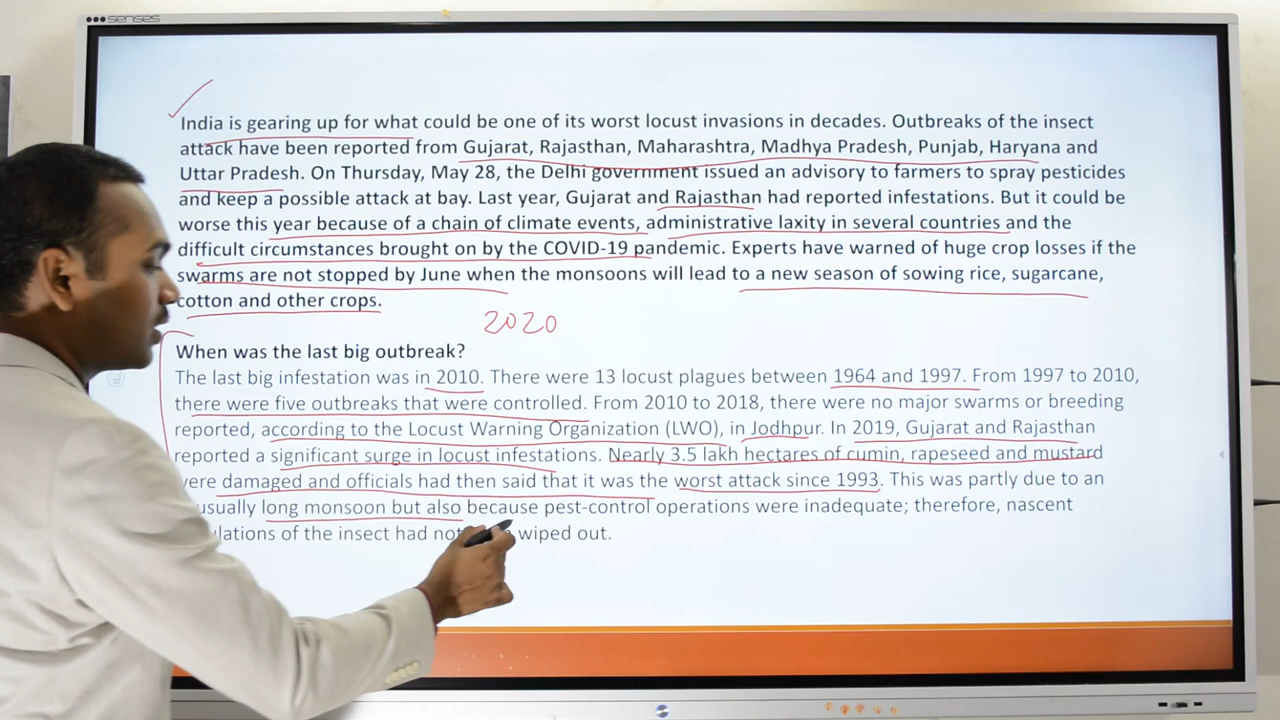 senses
India is gearing up for what could be one of its worst locust invasions in decades. Outbreaks of the insect
attack have been reported from Gujarat, Rajasthan, Maharashtra, Madhya Pradesh, Punjab, Haryana and
Uttar Pradesh. On Thursday, May 28, the Delhi government issued an advisory to farmers to spray pesticides
and keep a possible attack at bay. Last year, Gujarat and Rajasthan had reported infestations. But it could be
worse this year because of a chain of climate events, administrative laxity in several countries and the
difficult circumstances brought on by the COVID-19 pandemic. Experts have warned of huge crop losses if the
swarms are not stopped by June when the monsoons will lead to a new season of sowing rice, sugarcane,
cotton and other crops.
2020
When was the last big outbreak?
The last big infestation was in 2010. There were 13 locust plagues between 1964 and 1997. From 1997 to 2010,
there were five outbreaks that were controlled. From 2010 to 2018, there were no major swarms or breeding
reported, according to the Locust Warning Organization (LWO), in Jodhpur. In 2019, Gujarat and Rajasthan
reported a significant surge in locust infestations. Nearly 3.5 lakh hectares of cumin, rapeseed and mustard
were damaged and officials had then said that it was the worst attack since 1993. This was partly due to an
usually long monsoon but also because pest-control operations were inadequate; therefore, nascent
ulations of the insect had not wiped out.